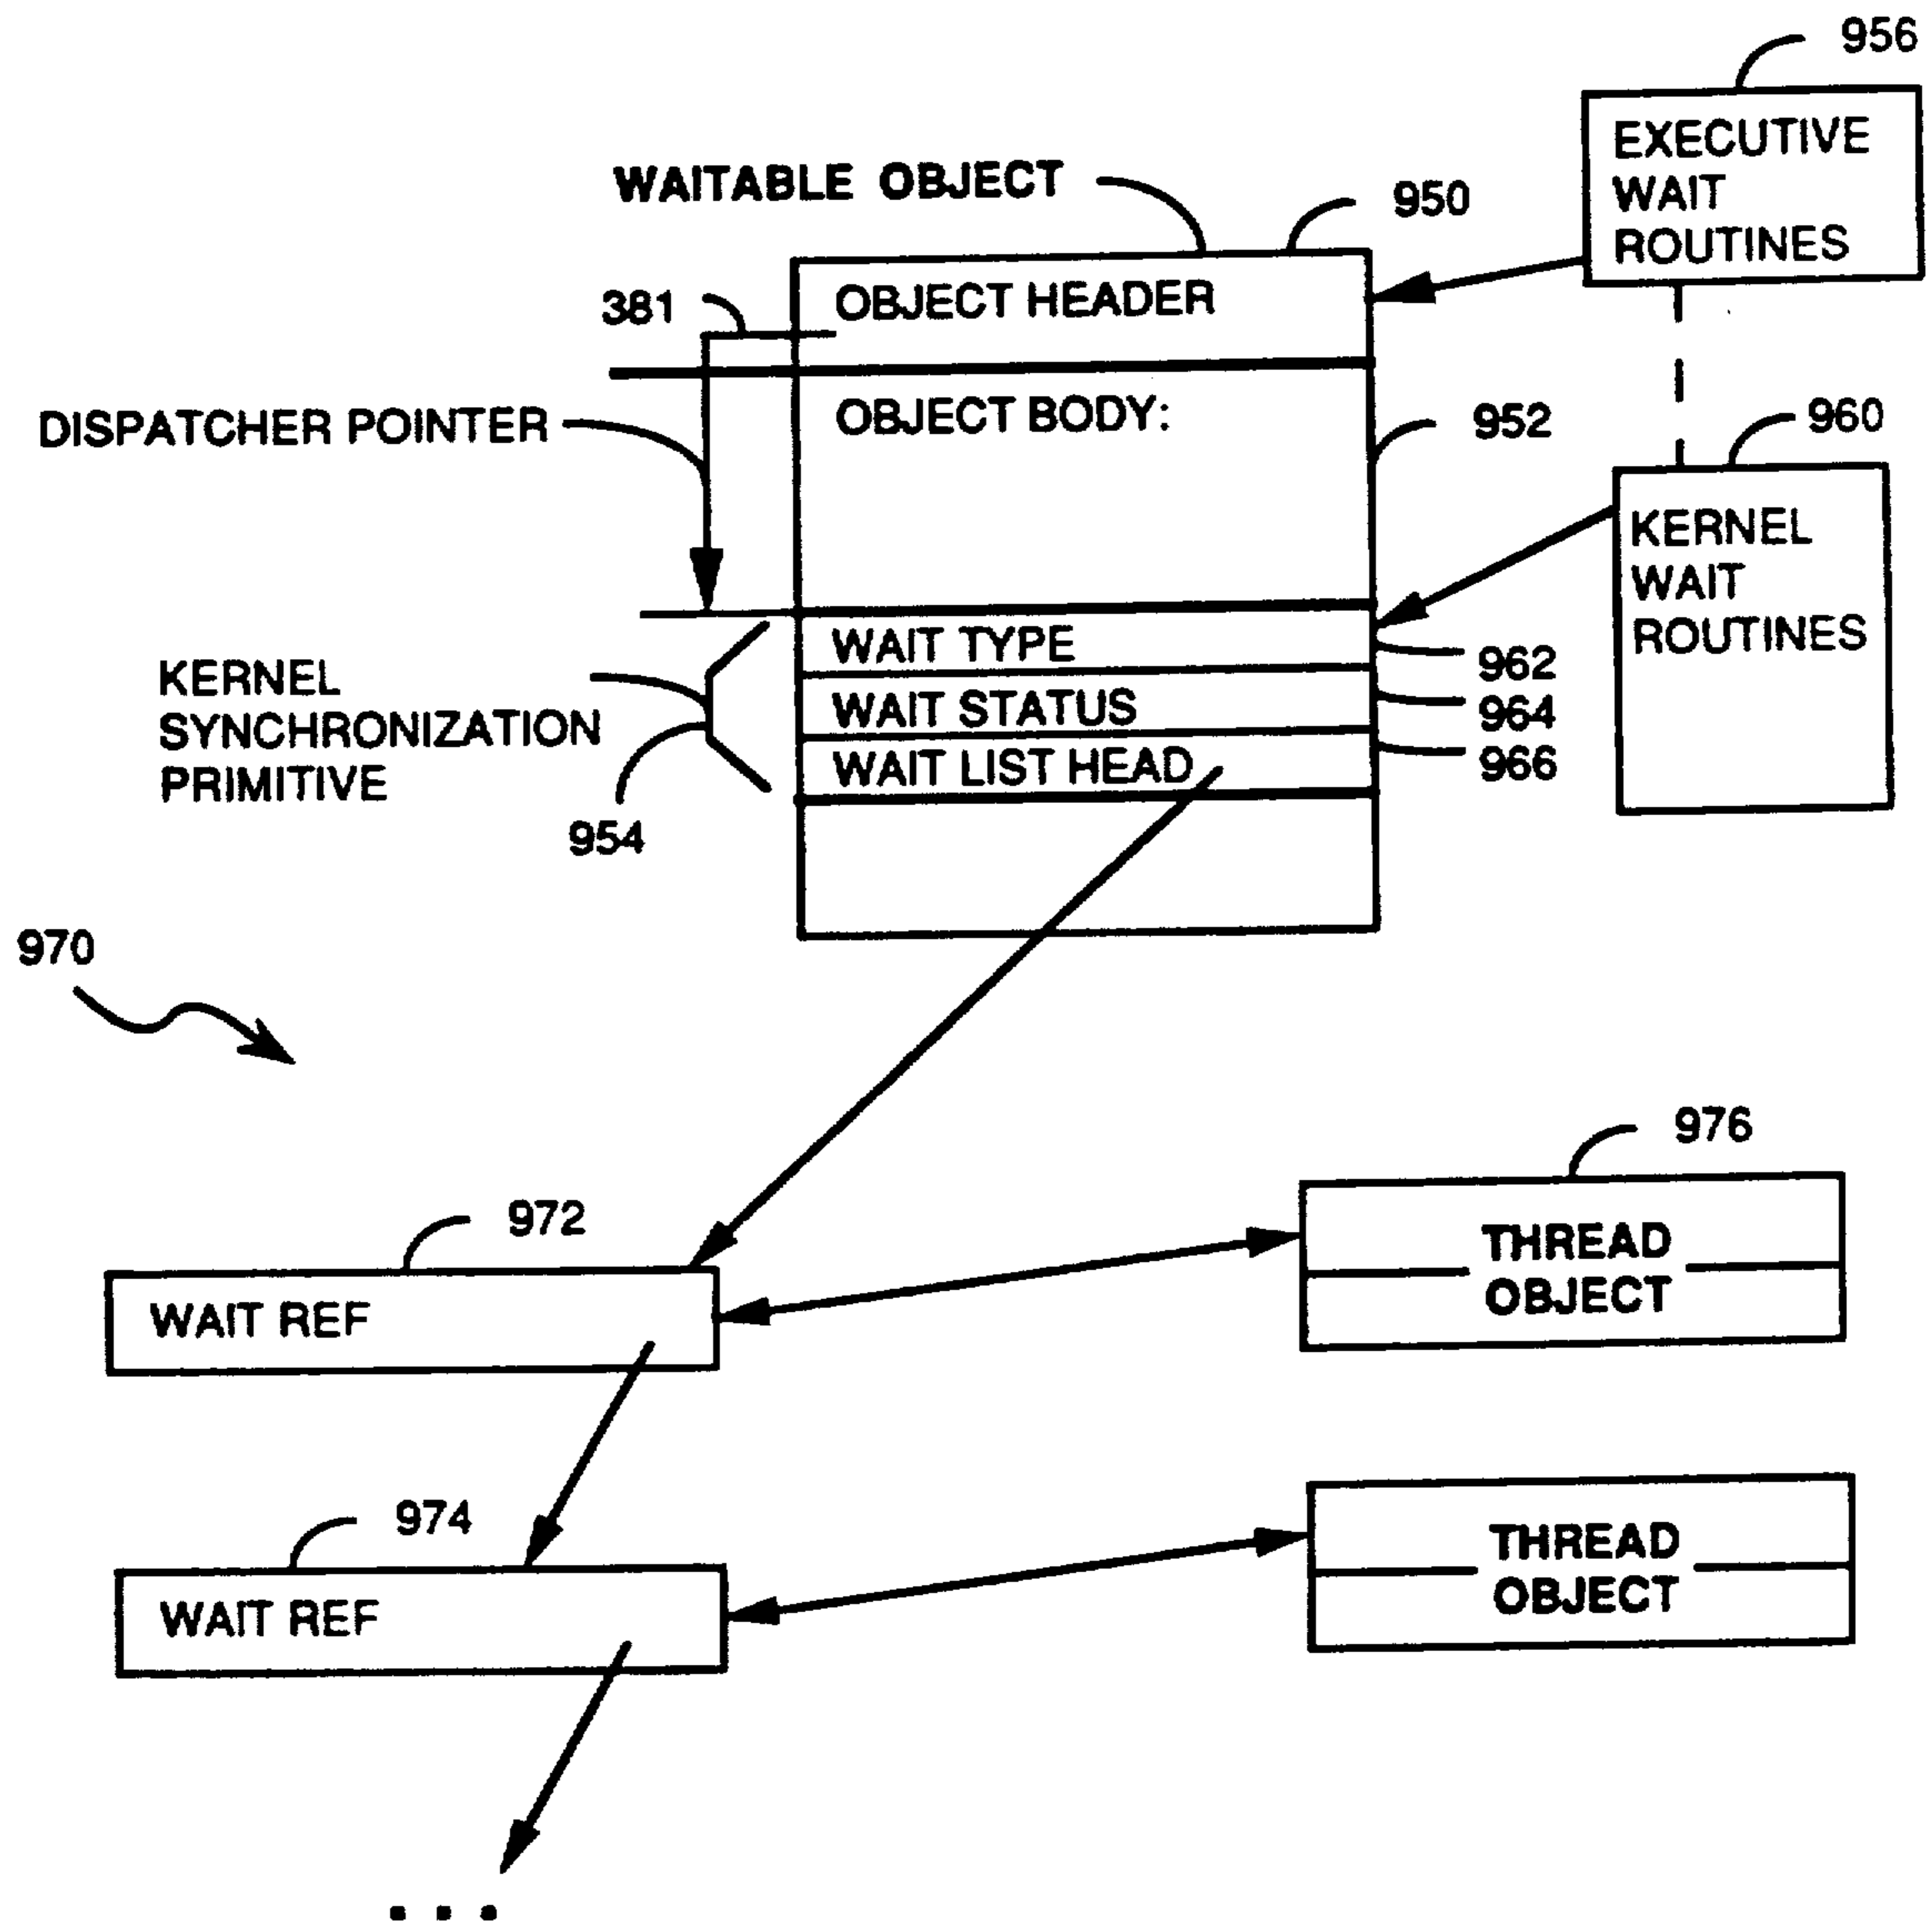 956
EXECUTIVE
WAIT
ROUTINES
WAITABLE OBJECT
950
381
OBJECT HEADER
DISPATCHER POINTER
OBJECT BODY:
952
960
KERNEL
WAIT
ROUTINES
WAIT TYPE
962
KERNEL
SYNCHRONIZATION
PRIMITIVE
WAIT STATUS
964
WAIT LIST HEAD
966
954
970
976
972
THREAD
OBJECT
WAIT REF
974
THREAD
OBJECT
WAIT REF
...